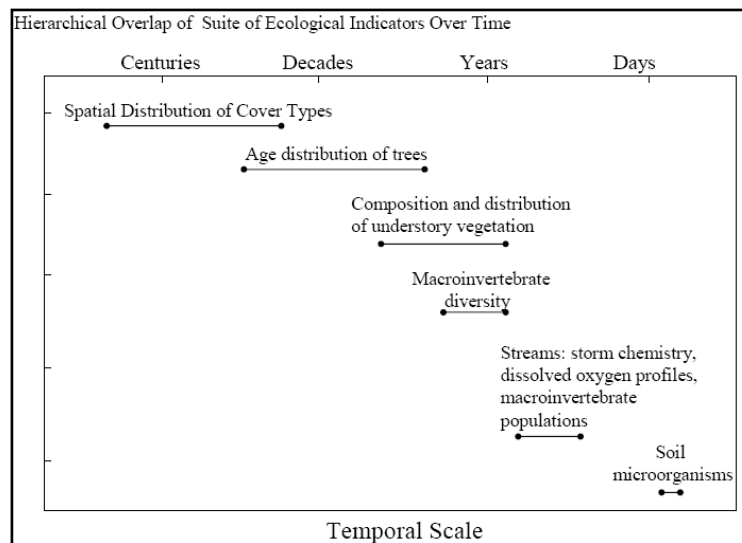 Hierarchical Overlap of Suite of Ecological Indicators Over Time
Centuries Decades Years Days
Spatial Distribution of Cover Types
Age distribution of trees
Composition and distribution
of understory vegetation
Macroinvertebrate
diversity
Streams: storm chemistry,
dissolved oxygen profiles,
macroinvertebrate
populations
Soil
microorganisms
Temporal Scale